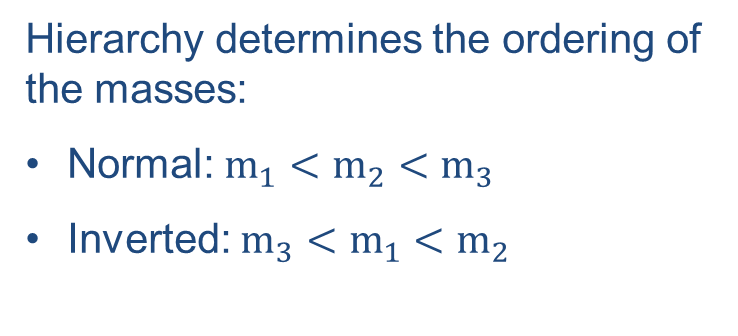 Hierarchy determines the ordering of
the masses:
• Normal: m₁ < m₂ < m₃
• Inverted: m₃ < m₁ < m₂